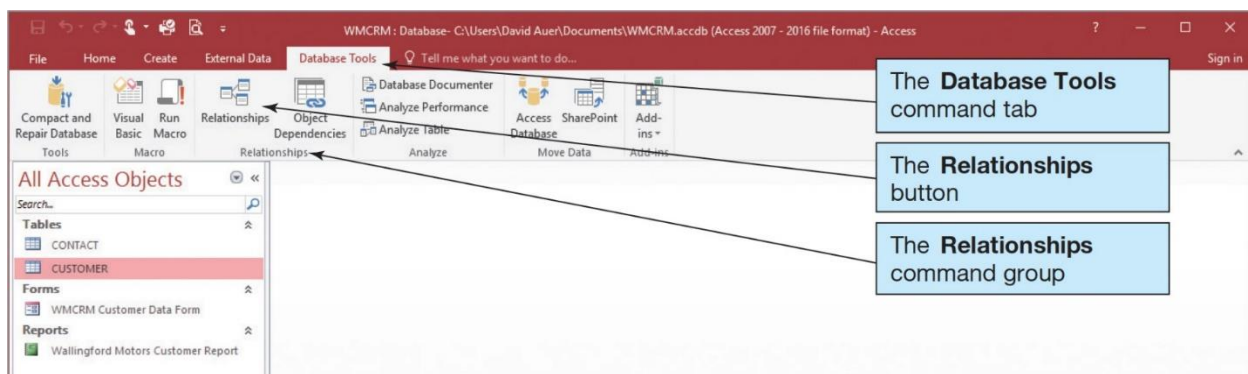 WMCRM : Database- C:\Users\David Auer\Documents\WMCRM.accdb (Access 2007 - 2016 file format) - Access
?
File Home Create External Data Database Tools Tell me what you want to do...
Sign in
Compact and
Repair Database
Visual
Basic
Run
Macro
Relationships
Object
Dependencies
Database Documenter
Analyze Performance
Analyze Table
Access
Database
SharePoint
Add-
ins
Tools Macro Relationships Analyze Move Data Add-ins
All Access Objects
Search...
Tables
CONTACT
CUSTOMER
Forms
WMCRM Customer Data Form
Reports
Wallingford Motors Customer Report
The Database Tools
command tab
The Relationships
button
The Relationships
command group